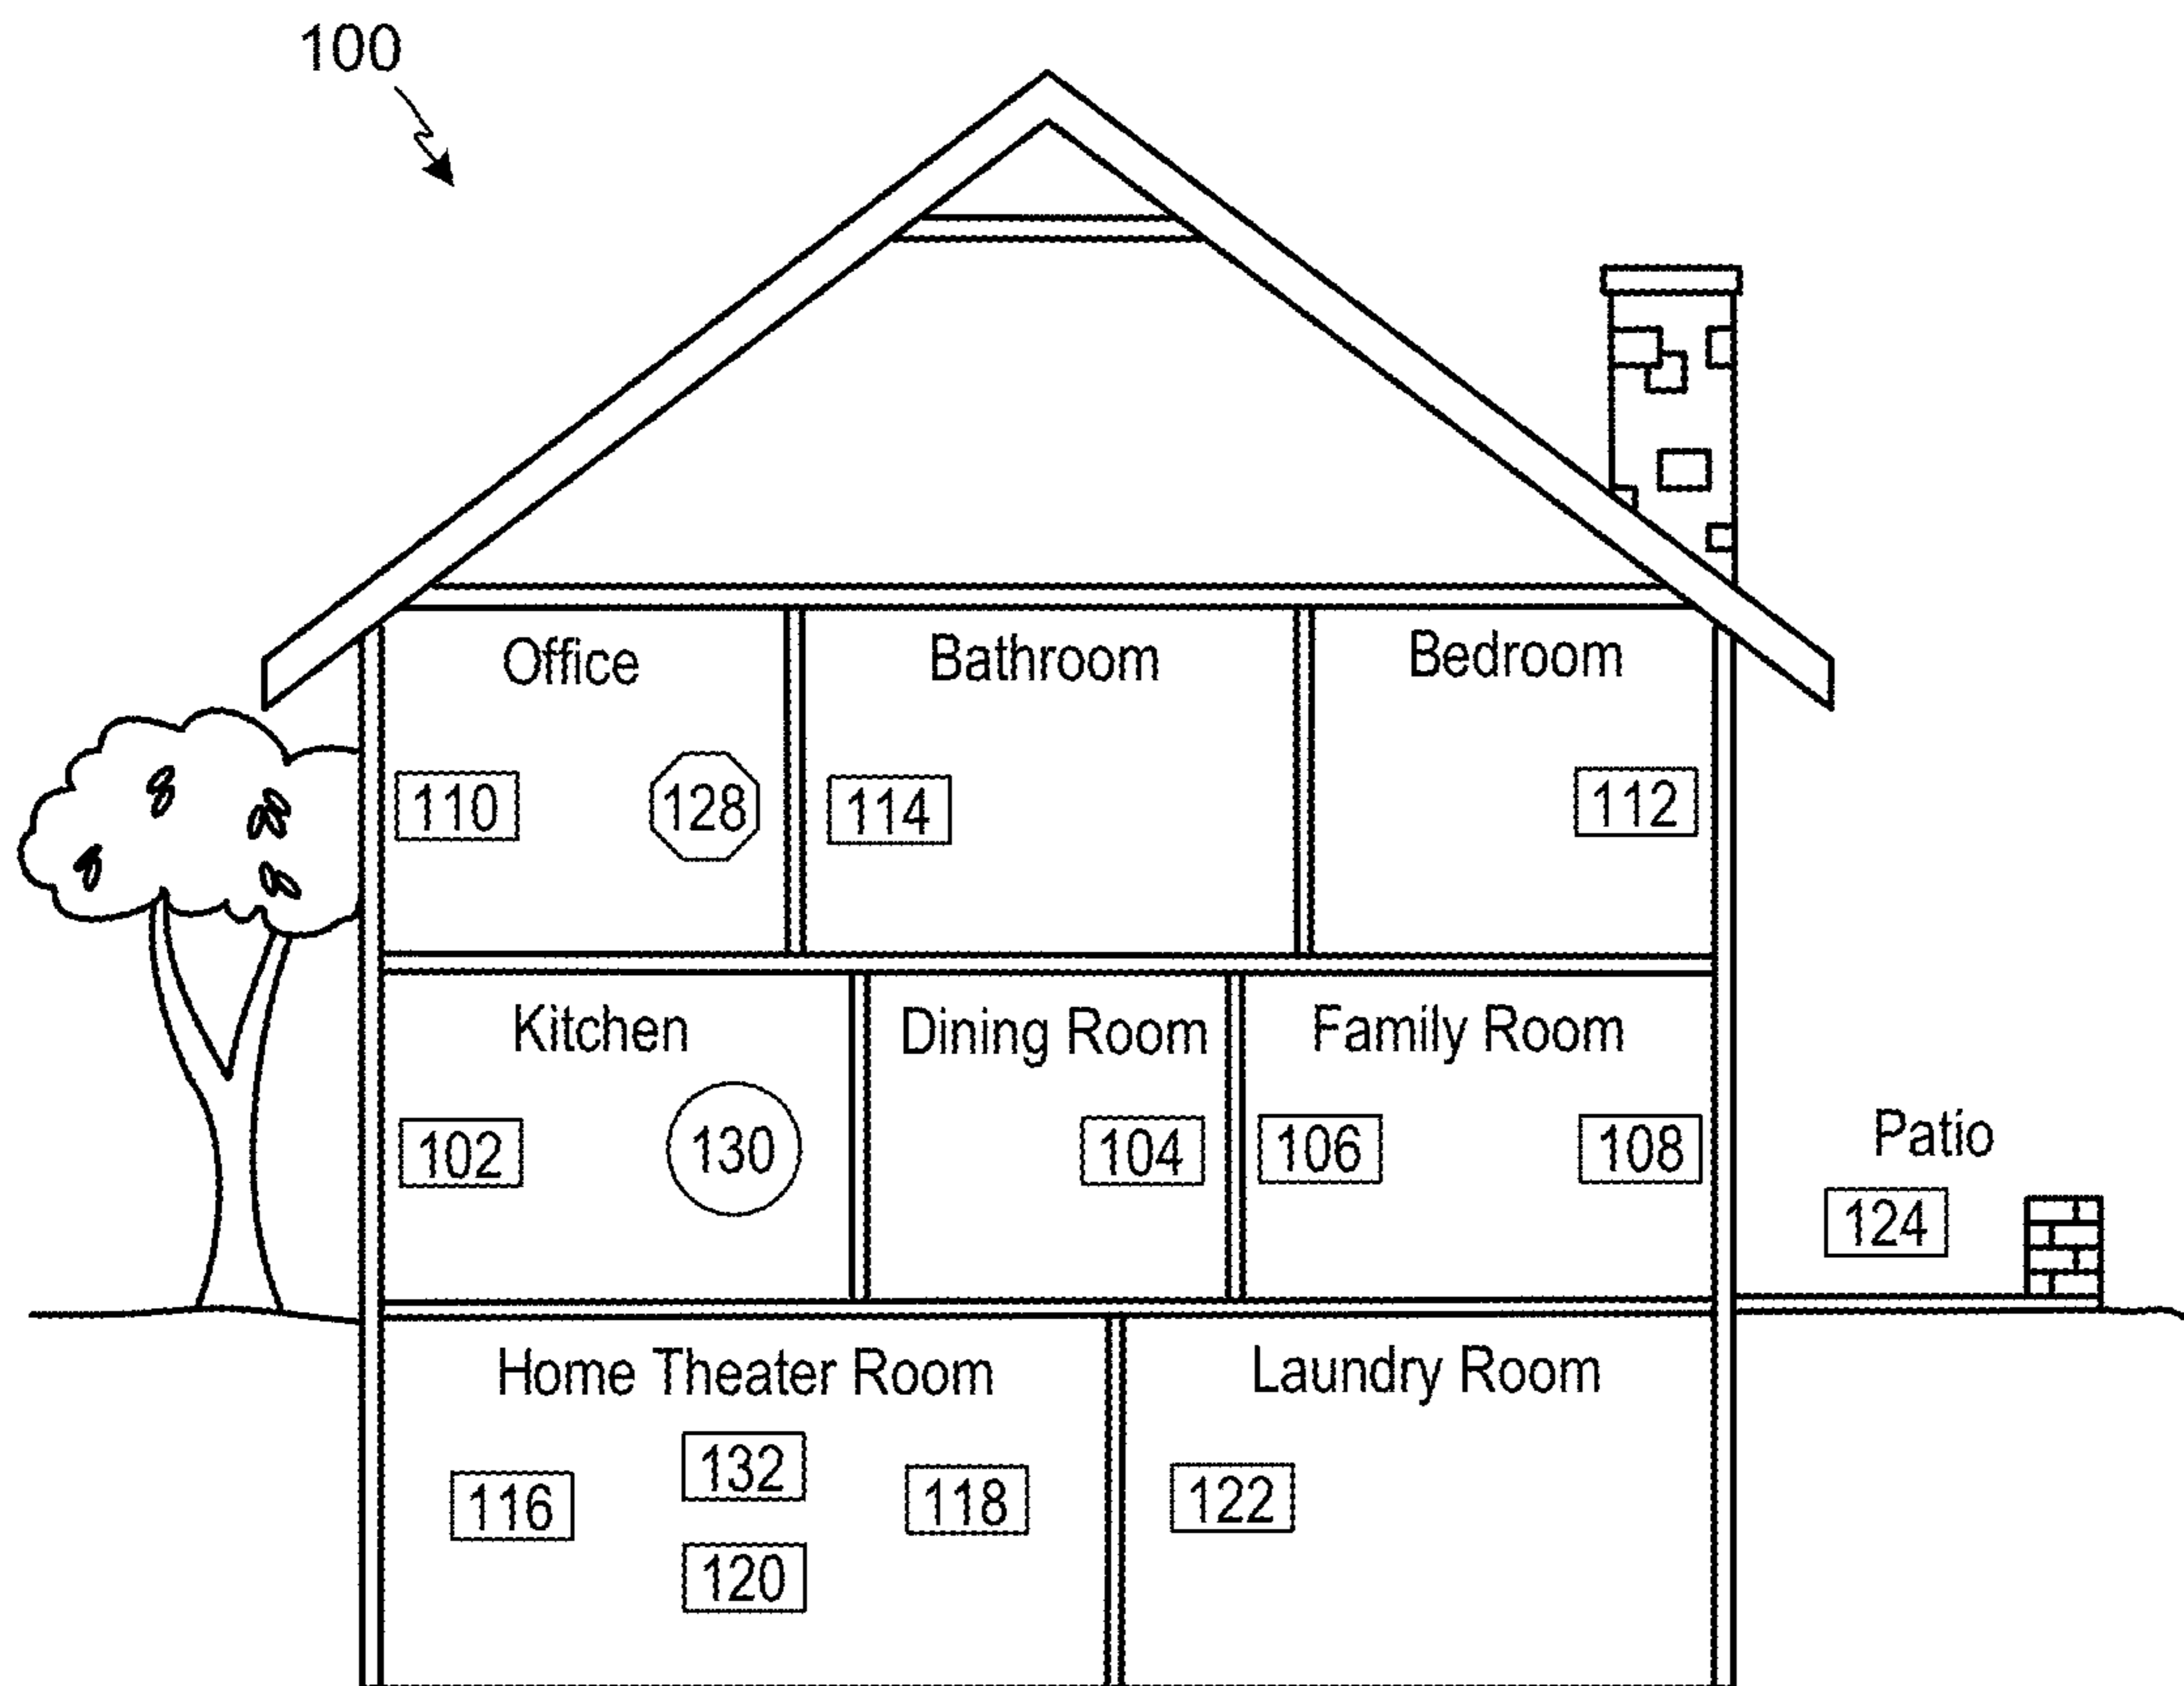 100
Office
Bathroom
Bedroom
110
128
114
112
Kitchen
Dining Room
Family Room
102
130
104
106
108
Patio
124
Home Theater Room
Laundry Room
132
116
118
122
120